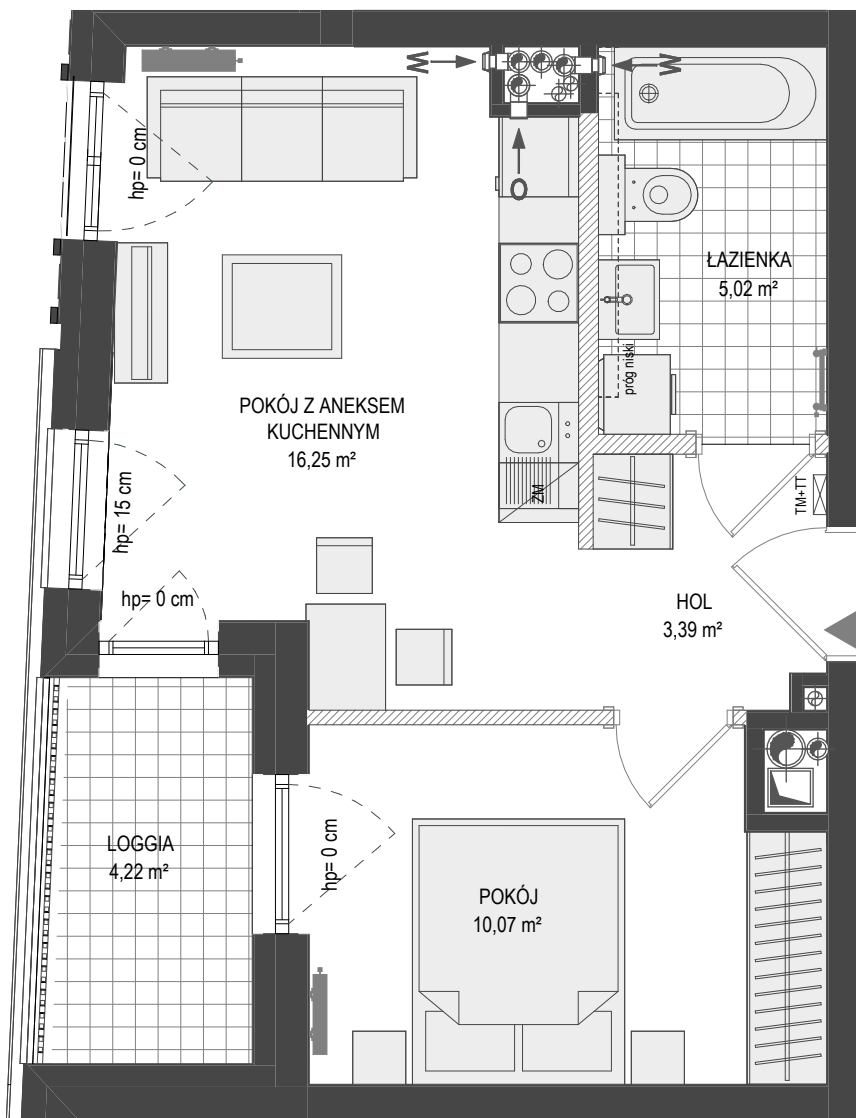 hp= 0 cm
ŁAZIENKA
5,02 m²
próg niski
POKÓJ Z ANEKSEM
KUCHENNYM
16,25 m²
ZM
TM+TT
hp= 15 cm
hp= 0 cm
HOL
3,39 m²
LOGGIA
4,22 m²
hp= 0 cm
POKÓJ
10,07 m²